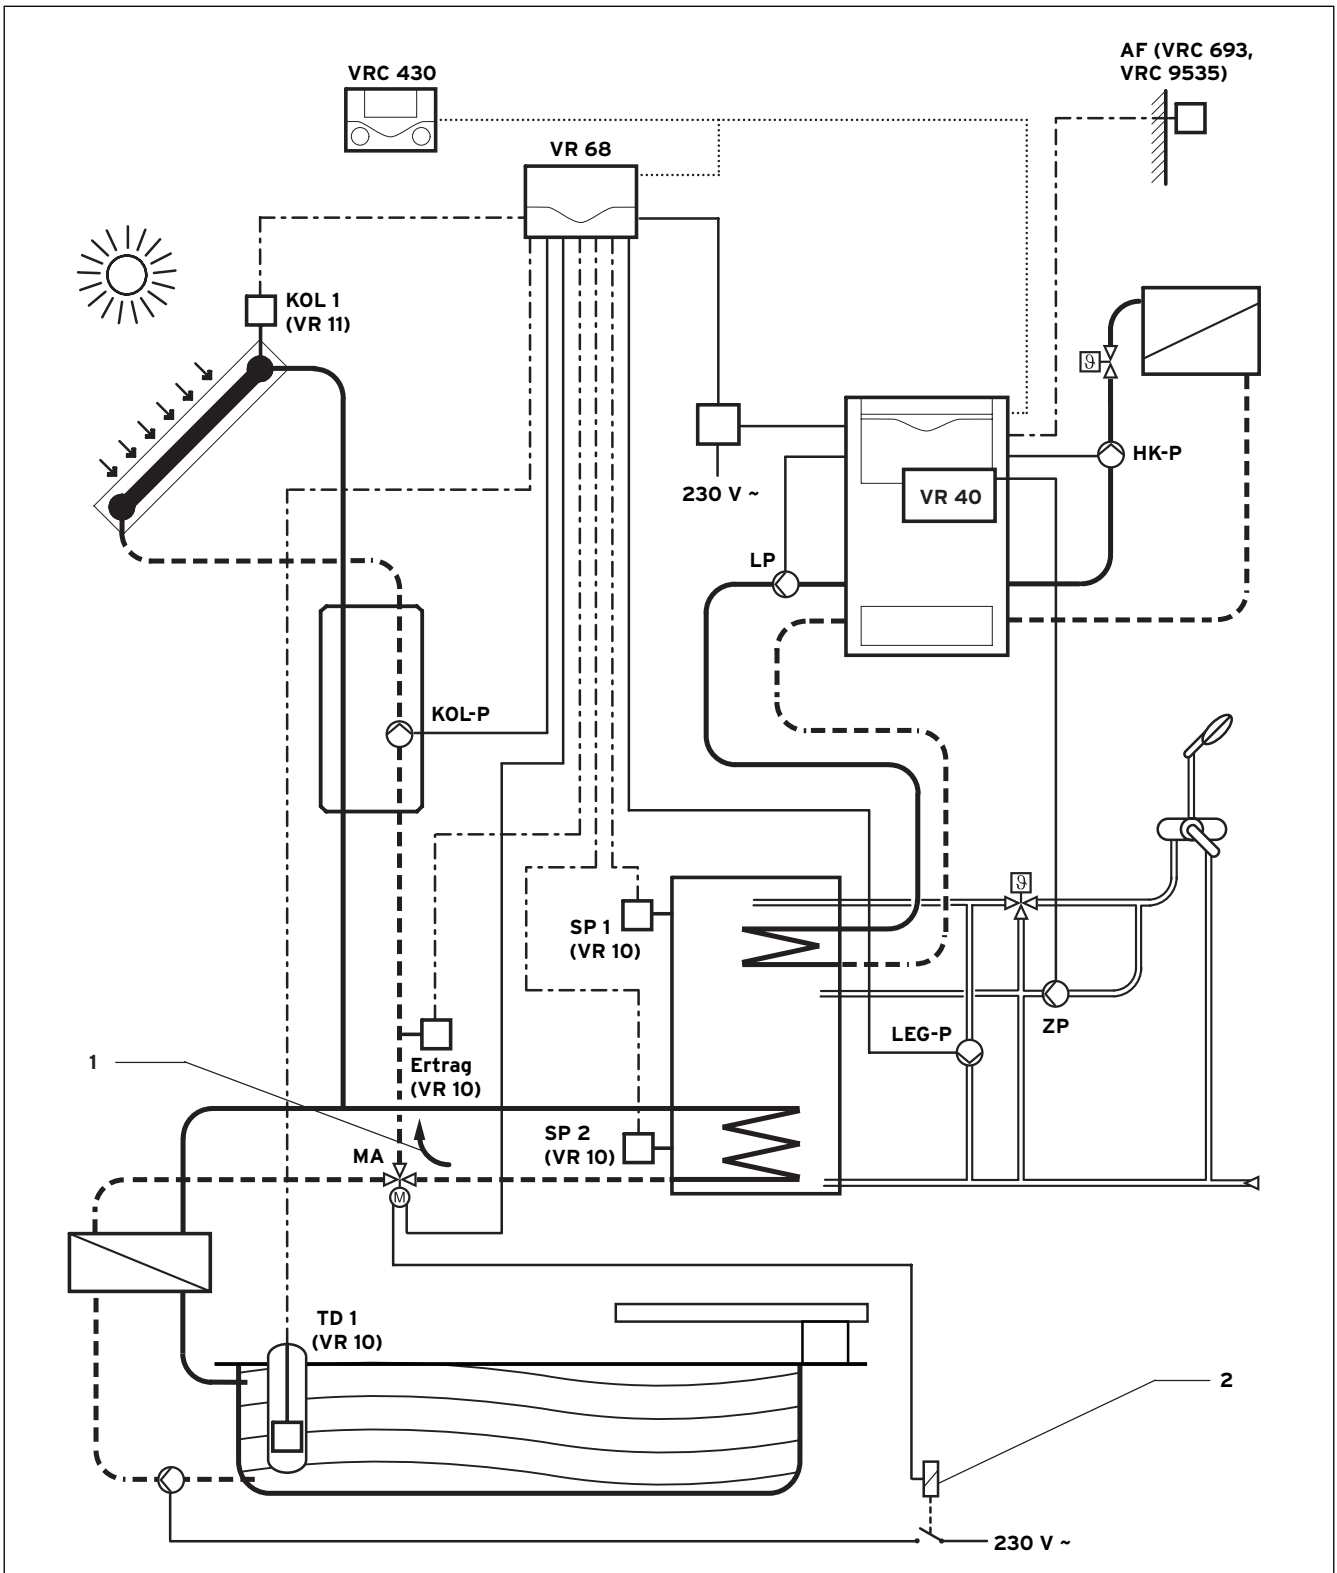 AF (VRC 693,
VRC 9535)
VRC 430
VR 68
KOL 1
(VR 11)
ϑ
HK-P
230 V ~
VR 40
LP
KOL-P
ϑ
SP 1
(VR 10)
ZP
LEG-P
1
Ertrag
(VR 10)
SP 2
(VR 10)
MA
M
TD 1
(VR 10)
2
230 V ~